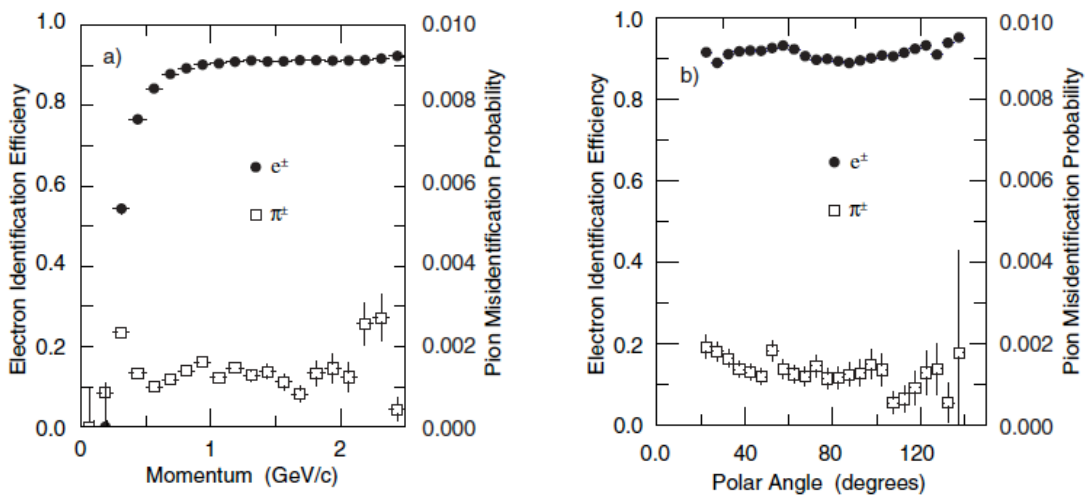 Electron Identification Efficieny
1.0
0.8
0.6
0.4
0.2
0.0
a)
e±
π±
0.010
0.008
0.006
0.004
0.002
0.000
Pion Misidentification Probability
0
0.5
1
2
Momentum (GeV/c)
Electron Identification Efficiency
1.0
0.8
0.6
0.4
0.2
0.0
b)
e±
π±
0.010
0.008
0.006
0.004
0.002
0.000
Pion Misidentification Probability
0.0
40
80
120
Polar Angle (degrees)